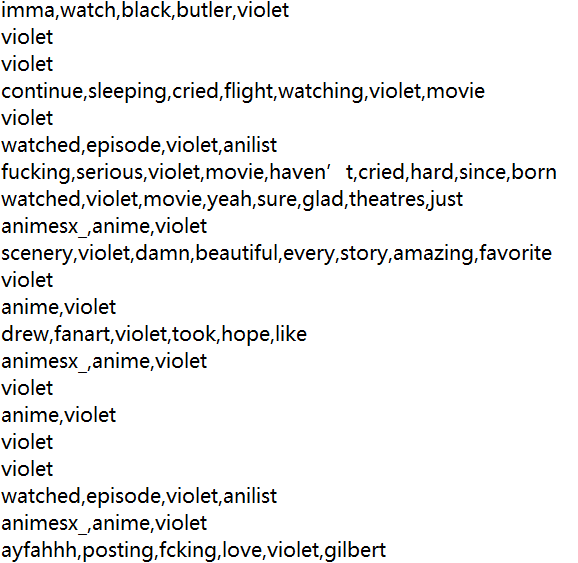 imma,watch,black,butler,violet
violet
violet
continue,sleeping,cried,flight,watching,violet,movie
violet
watched,episode,violet,anilist
fucking,serious,violet,movie,haven’t,cried,hard,since,born
watched,violet,movie,yeah,sure,glad,theatres,just
animesx_,anime,violet
scenery,violet,damn,beautiful,every,story,amazing,favorite
violet
anime,violet
drew,fanart,violet,took,hope,like
animesx_,anime,violet
violet
anime,violet
violet
violet
watched,episode,violet,anilist
animesx_,anime,violet
ayfahhh,posting,fcking,love,violet,gilbert